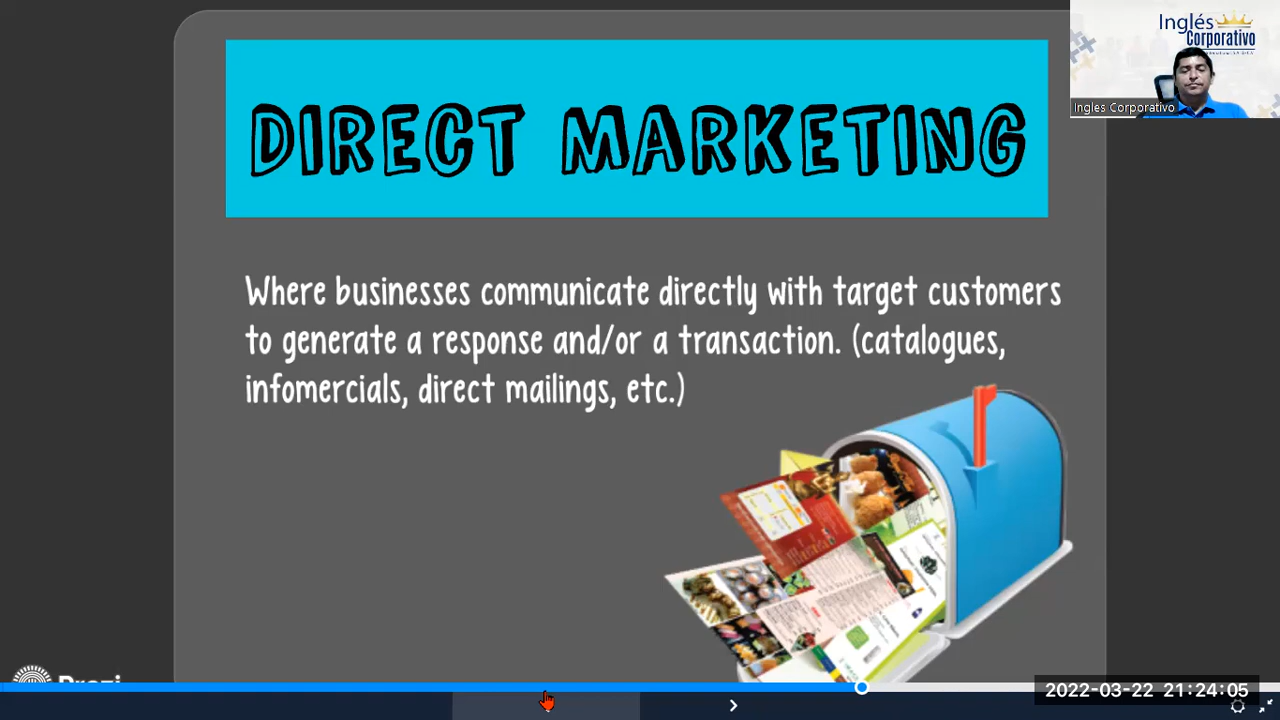 DIRECT MARKETING
Where businesses communicate directly with target customers
to generate a response and/or a transaction. (catalogues,
infomercials, direct mailings, etc.)
Inglés
Corporativo
Ingles Corporativo
Prezi
2022-03-22 21:24:05